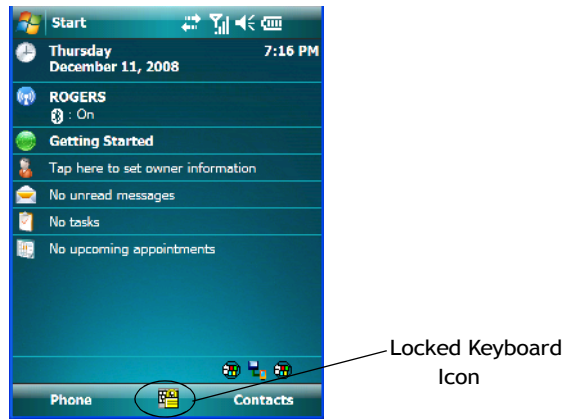 Start
Thursday 7:16 PM
December 11, 2008
ROGERS
: On
Getting Started
Tap here to set owner information
No unread messages
No tasks
No upcoming appointments
Locked Keyboard
Icon
Phone Contacts